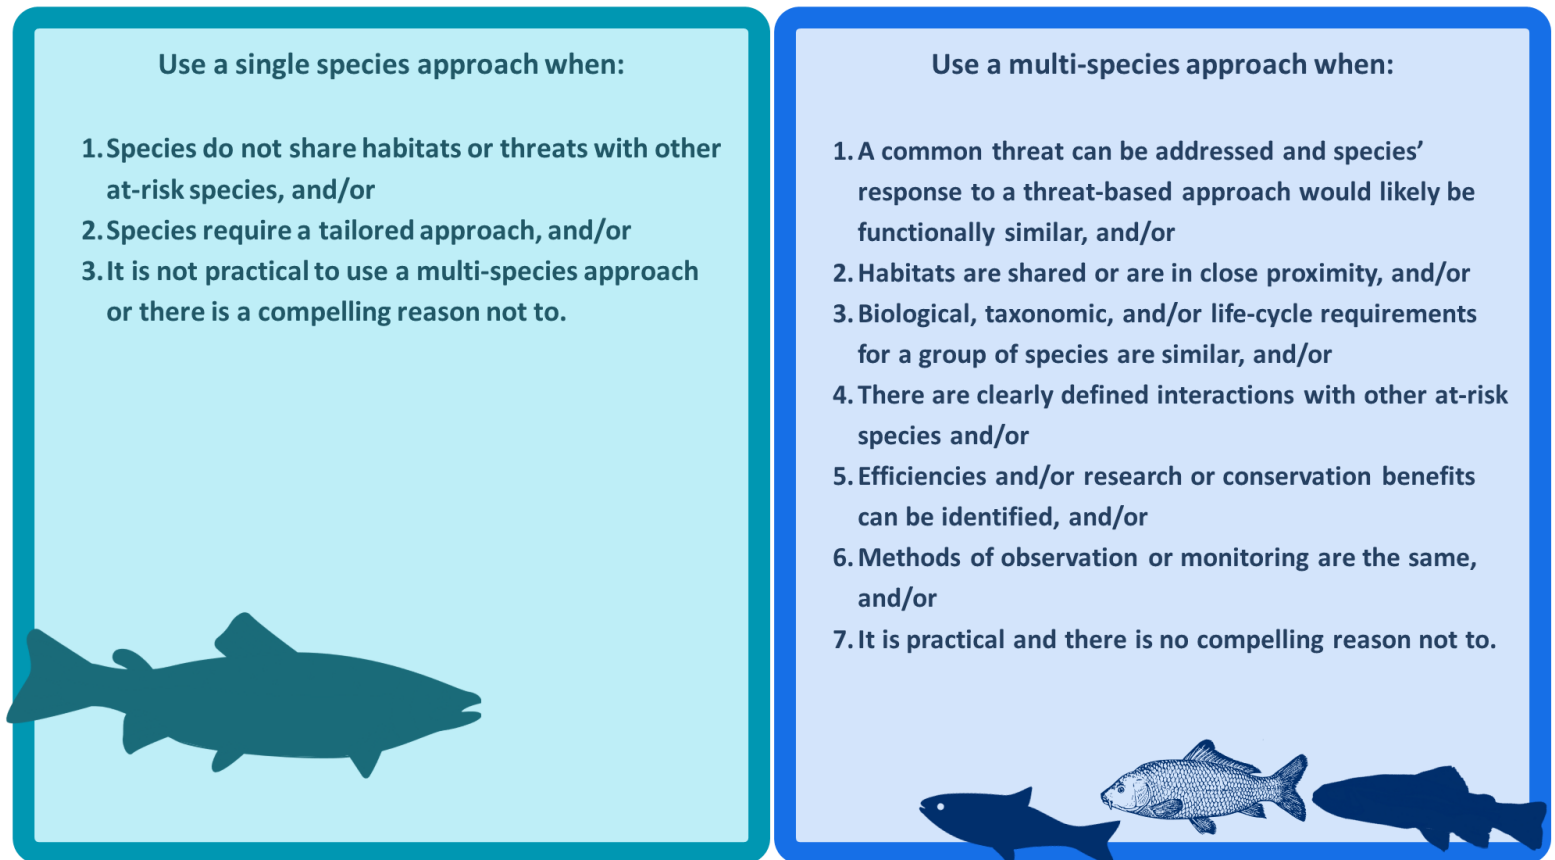 Use a single species approach when:
1. Species do not share habitats or threats with other
at-risk species, and/or
2. Species require a tailored approach, and/or
3. It is not practical to use a multi-species approach
or there is a compelling reason not to.
Use a multi-species approach when:
1. A common threat can be addressed and species’
response to a threat-based approach would likely be
functionally similar, and/or
2. Habitats are shared or are in close proximity, and/or
3. Biological, taxonomic, and/or life-cycle requirements
for a group of species are similar, and/or
4. There are clearly defined interactions with other at-risk
species and/or
5. Efficiencies and/or research or conservation benefits
can be identified, and/or
6. Methods of observation or monitoring are the same,
and/or
7. It is practical and there is no compelling reason not to.